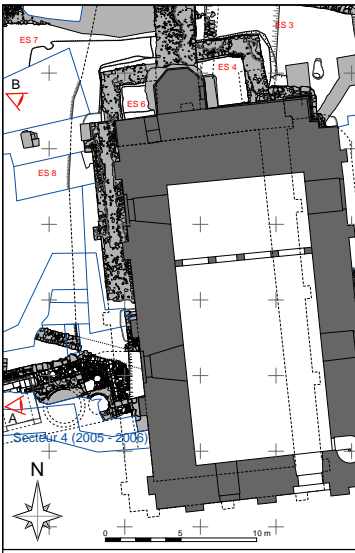 ES 3
ES 7
ES 4
B
ES 6
ES 8
A
Secteur 4 (2005 - 2006)
N
0 5 10 m